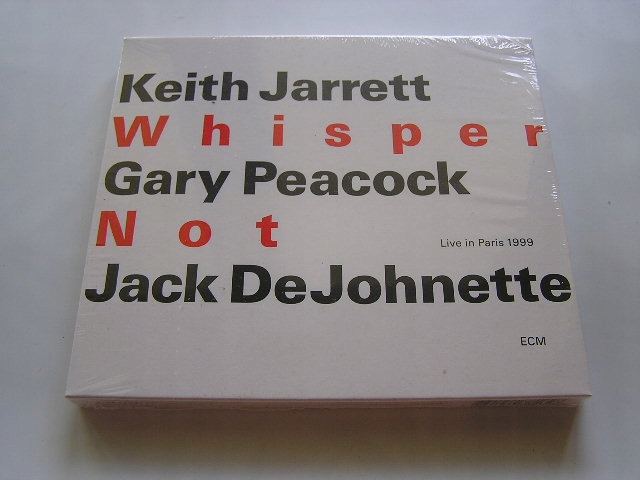 Keith Jarrett
Whisper
Gary Peacock
Not
Live in Paris 1999
Jack DeJohnette
ECM